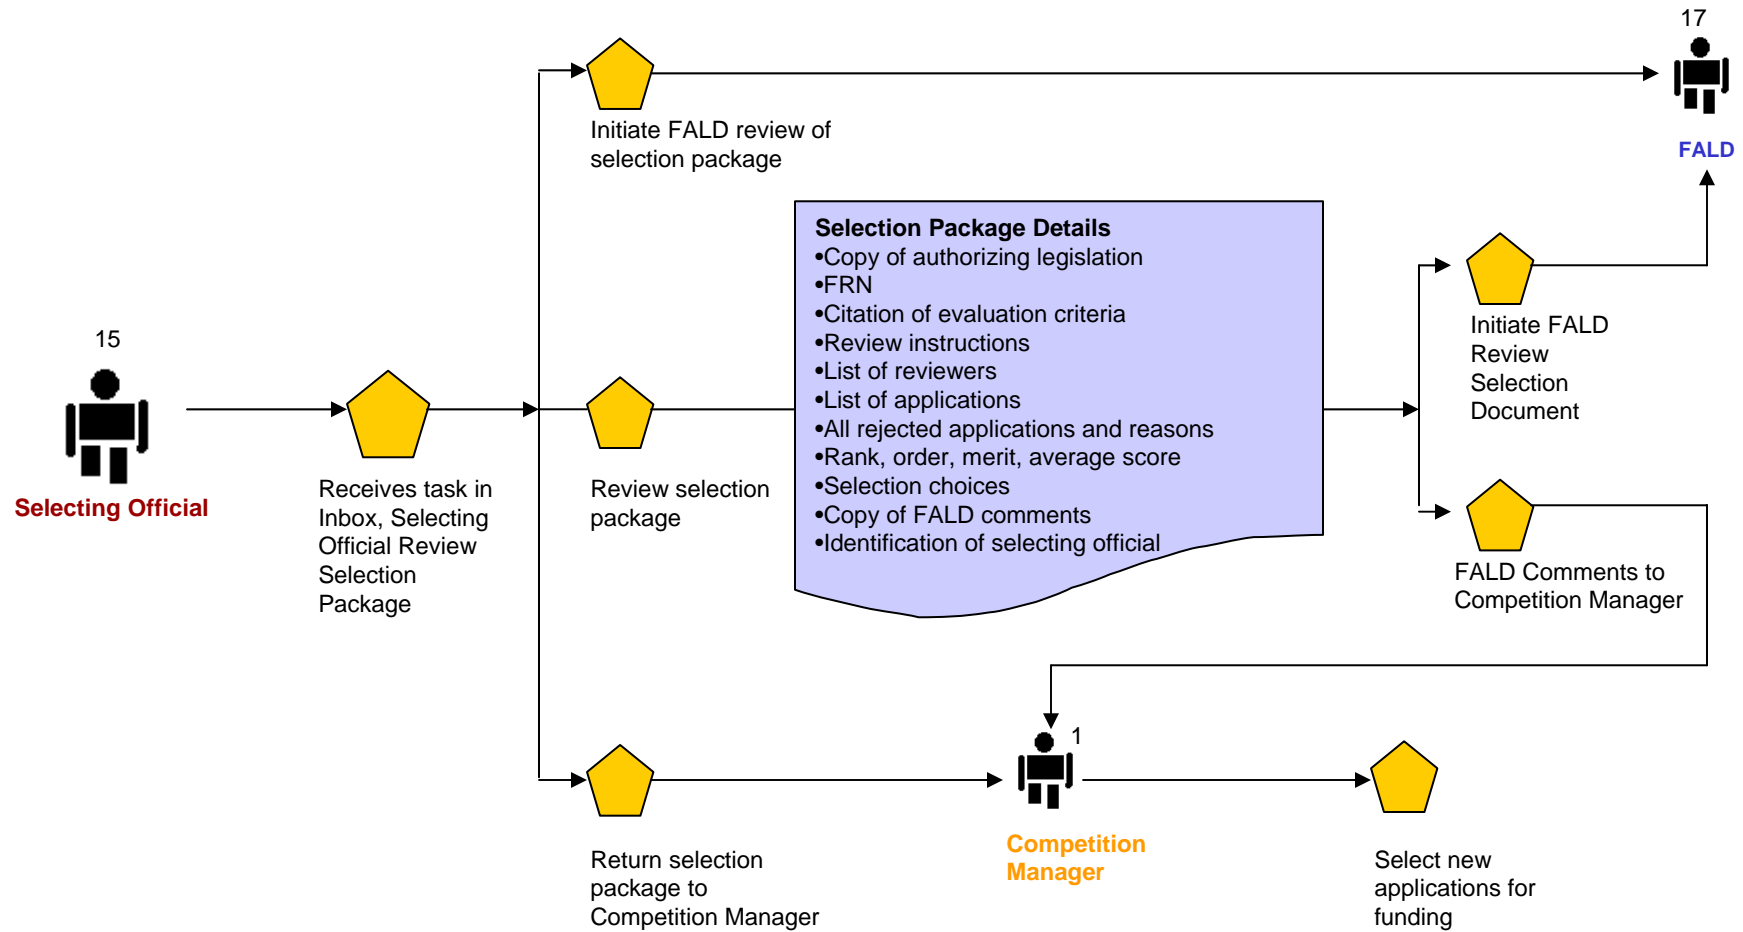 17
FALD
Initiate FALD review of
selection package
Selection Package Details
•Copy of authorizing legislation
•FRN
•Citation of evaluation criteria
•Review instructions
•List of reviewers
•List of applications
•All rejected applications and reasons
•Rank, order, merit, average score
•Selection choices
•Copy of FALD comments
•Identification of selecting official
Initiate FALD
Review
Selection
Document
15
Selecting Official
Receives task in
Inbox, Selecting
Official Review
Selection
Package
Review selection
package
FALD Comments to
Competition Manager
1
Competition
Manager
Return selection
package to
Competition Manager
Select new
applications for
funding